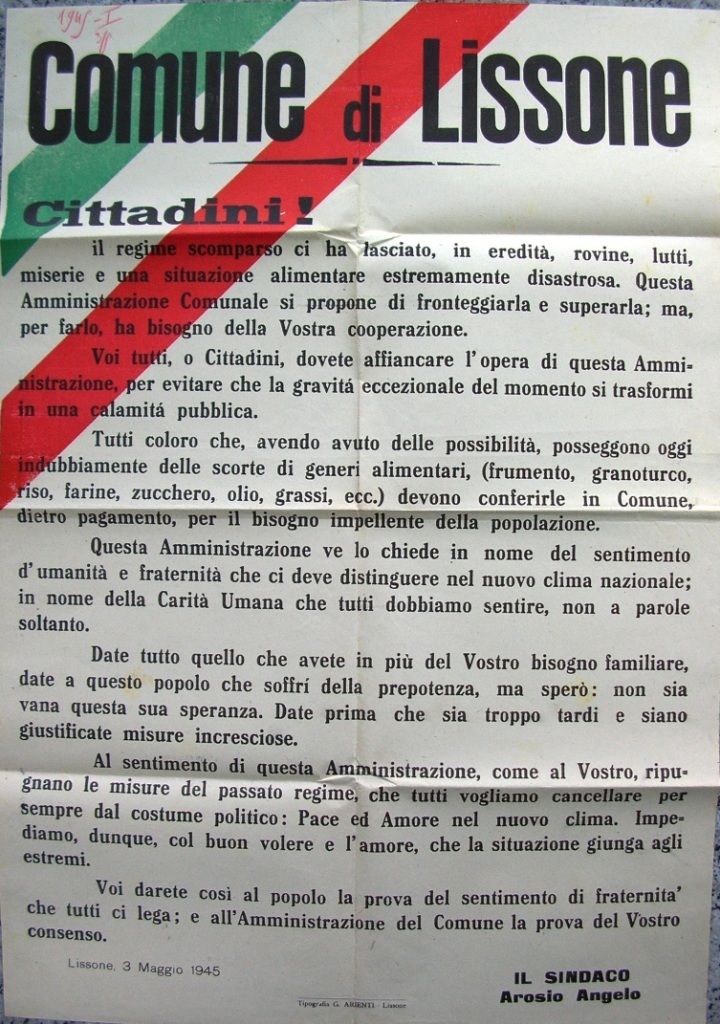 Comune di Lissone
Cittadini!
il regime scomparso ci ha lasciato, in eredità, rovine, lutti,
miserie e una situazione alimentare estremamente disastrosa. Questa
Amministrazione Comunale si propone di fronteggiarla e superarla; ma,
per farlo, ha bisogno della Vostra cooperazione.
Voi tutti, o Cittadini, dovete affiancare l'opera di questa Ammi-
nistrazione, per evitare che la gravitá eccezionale del momento si trasformi
in una calamitá pubblica.
Tutti coloro che, avendo avuto delle possibilità, posseggono oggi
indubbiamente delle scorte di generi alimentari, (frumento, granoturco,
riso, farine, zucchero, olio, grassi, ecc.) devono conferirle in Comune,
dietro pagamento, per il bisogno impellente della popolazione.
Questa Amministrazione ve lo chiede in nome del sentimento
d'umanità e fraternità che ci deve distinguere nel nuovo clima nazionale;
in nome della Carità Umana che tutti dobbiamo sentire, non a parole
soltanto.
Date tutto quello che avete in più del Vostro bisogno familiare,
date a questo popolo che soffrí della prepotenza, ma sperò: non sia
vana questa sua speranza. Date prima che sia troppo tardi e siano
giustificate misure incresciose.
Al sentimento di questa Amministrazione, come al Vostro, ripu-
gnano le misure del passato regime, che tutti vogliamo cancellare per
sempre dal costume politico: Pace ed Amore nel nuovo clima. Impe-
diamo, dunque, col buon volere e l'amore, che la situazione giunga agli
estremi.
Voi darete così al popolo la prova del sentimento di fraternita'
che tutti ci lega; e all'Amministrazione del Comune la prova del Vostro
consenso.
Lissone, 3 Maggio 1945
IL SINDACO
Arosio Angelo
Tipografia G. ARIENTI - Lissone